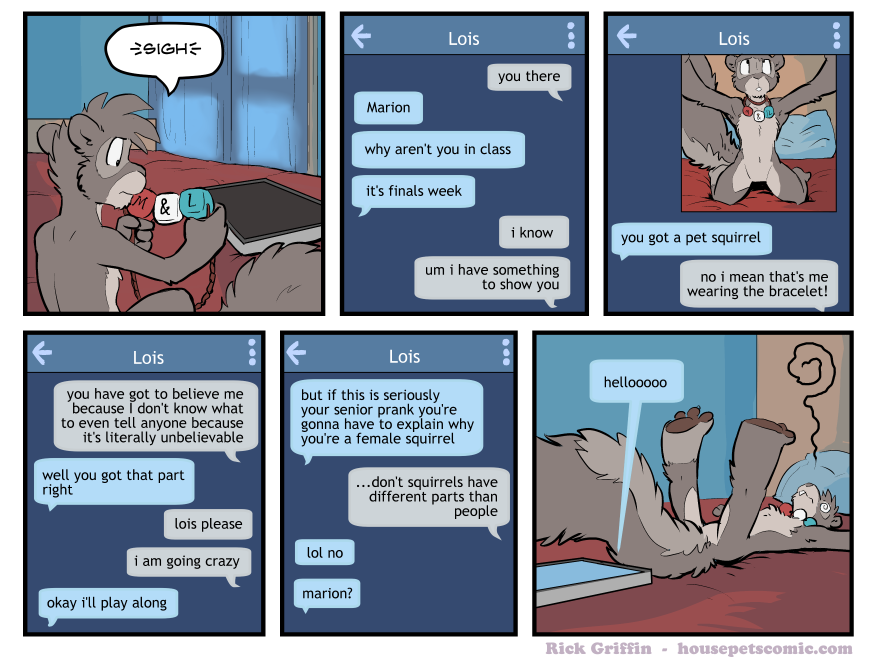 SIGH
M & L
Lois
you there
Marion
why aren't you in class
it's finals week
i know
um i have something
to show you
Lois
&
you got a pet squirrel
no i mean that's me
wearing the bracelet!
Lois
you have got to believe me
because I don't know what
to even tell anyone because
it's literally unbelievable
well you got that part
right
lois please
i am going crazy
okay i'll play along
Lois
but if this is seriously
your senior prank you're
gonna have to explain why
you're a female squirrel
...don't squirrels have
different parts than
people
lol no
marion?
hellooooo
Rick Griffin - housepetscomic.com